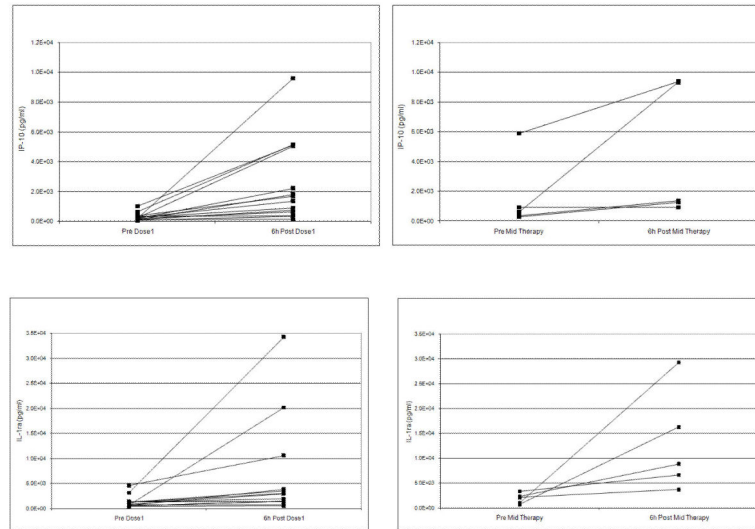 1.2E+04
1.0E+04
8.0E+03
6.0E+03
4.0E+03
2.0E+03
0.0E+00
IP-10 (pg/ml)
Pre Dose1
6h Post Dose1
1.2E+04
1.0E+04
8.0E+03
6.0E+03
4.0E+03
2.0E+03
0.0E+00
IP-10 (pg/ml)
Pre Mid Therapy
6h Post Mid Therapy
3.5E+04
3.0E+04
2.5E+04
2.0E+04
1.5E+04
1.0E+04
5.0E+03
0.0E+00
IL-1ra(pg/ml)
Pre Dose1
6h Post Dose1
3.5E+04
3.0E+04
2.5E+04
2.0E+04
1.5E+04
1.0E+04
5.0E+03
0.0E+00
IL-1ra (pg/ml)
Pre Mid Therapy
6h Post Mid Therapy